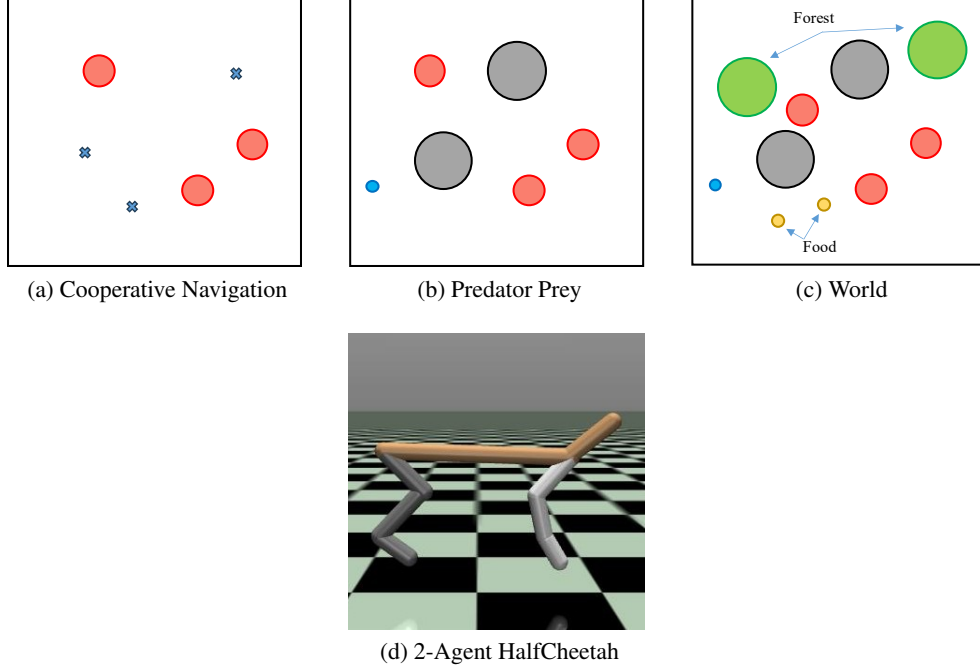 Forest
Food
(a) Cooperative Navigation
(b) Predator Prey
(c) World
(d) 2-Agent HalfCheetah